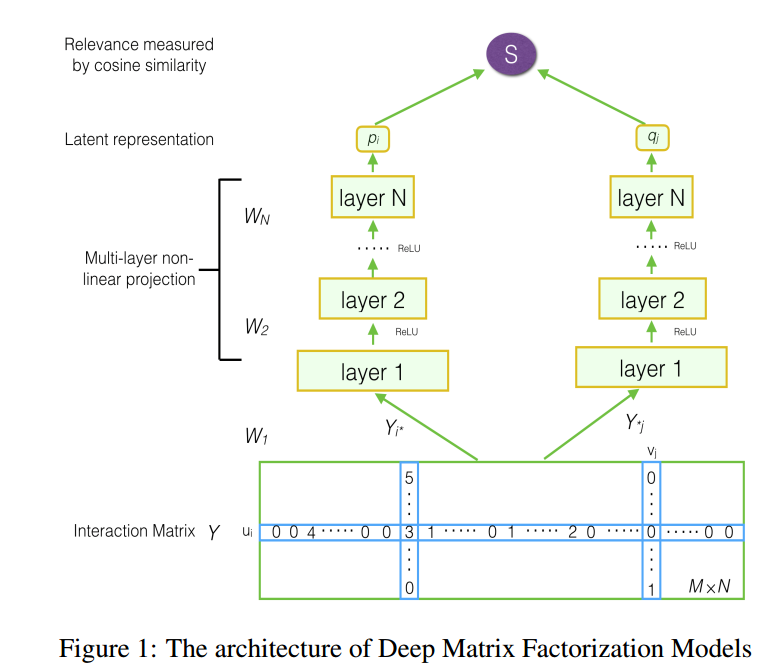 Relevance measured
by cosine similarity
S
Latent representation
pᵢ
qⱼ
layer N
layer N
W_N
..... ReLU
..... ReLU
Multi-layer non-
linear projection
layer 2
layer 2
W₂
ReLU
ReLU
layer 1
layer 1
Yᵢ*
Y*ⱼ
W₁
vⱼ
5
0
Interaction Matrix Y uᵢ 0 0 4 ..... 0 0 3 1 ..... 0 1 ..... 2 0 ..... 0 ..... 0 0
0
1
M×N
Figure 1: The architecture of Deep Matrix Factorization Models